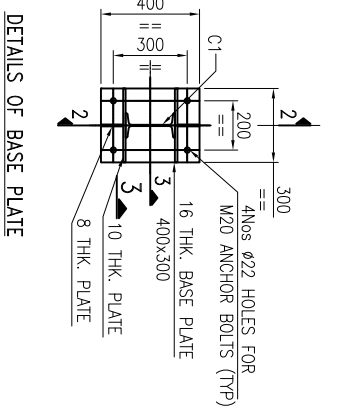 400
==
300
==
C1
2
==
200
300
==
2
4Nos Ø22 HOLES FOR
M20 ANCHOR BOLTS (TYP)
3
3
16 THK. BASE PLATE
400x300
10 THK. PLATE
8 THK. PLATE
DETAILS OF BASE PLATE